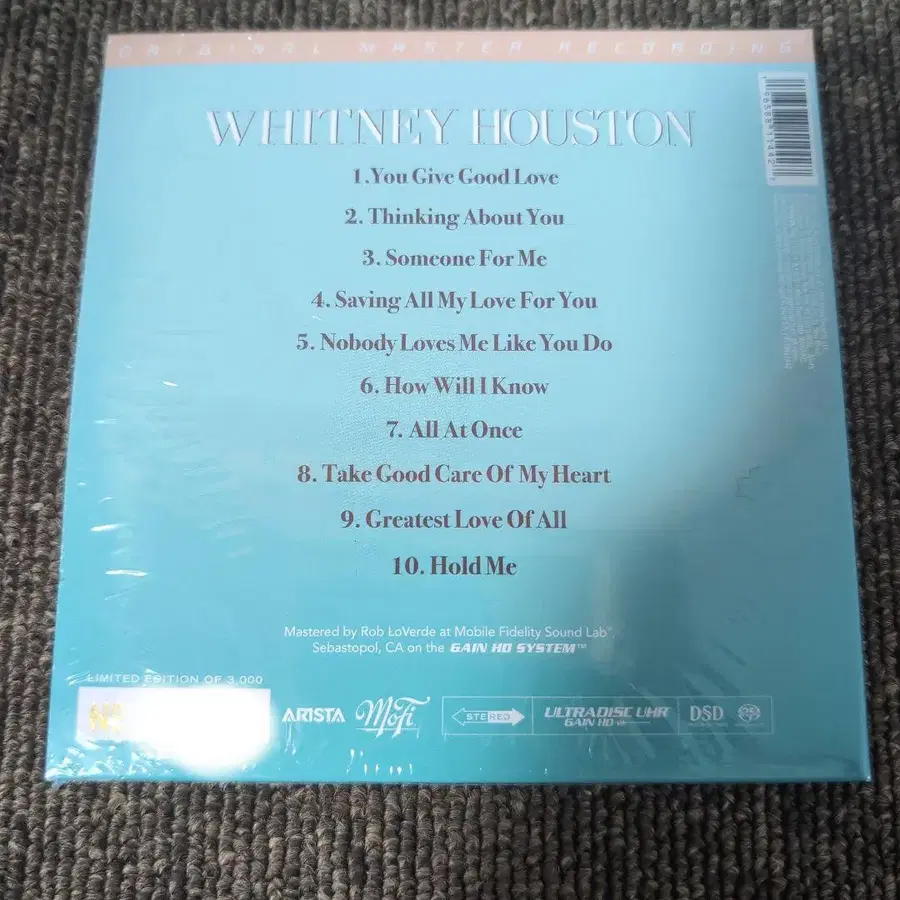 ORIGINAL MASTER RECORDING
WHITNEY HOUSTON
1.You Give Good Love
2. Thinking About You
3. Someone For Me
4. Saving All My Love For You
5. Nobody Loves Me Like You Do
6. How Will I Know
7. All At Once
8. Take Good Care Of My Heart
9. Greatest Love Of All
10. Hold Me
Mastered by Rob LoVerde at Mobile Fidelity Sound Lab®,
Sebastopol, CA on the GAIN HD SYSTEM™
LIMITED EDITION OF 3,000
ARISTA MoFi STEREO ULTRADISC UHR DSD
GAIN HD